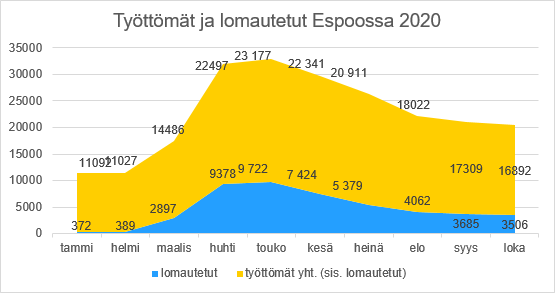 Työttömät ja lomautetut Espoossa 2020
35000
30000
25000
20000
15000
10000
5000
0
11092 11027 14486 22497 23 177 22 341 20 911 18022 17309 16892
372 389 2897 9378 9 722 7 424 5 379 4062 3685 3506
tammi helmi maalis huhti touko kesä heinä elo syys loka
lomautetut työttömät yht. (sis. lomautetut)